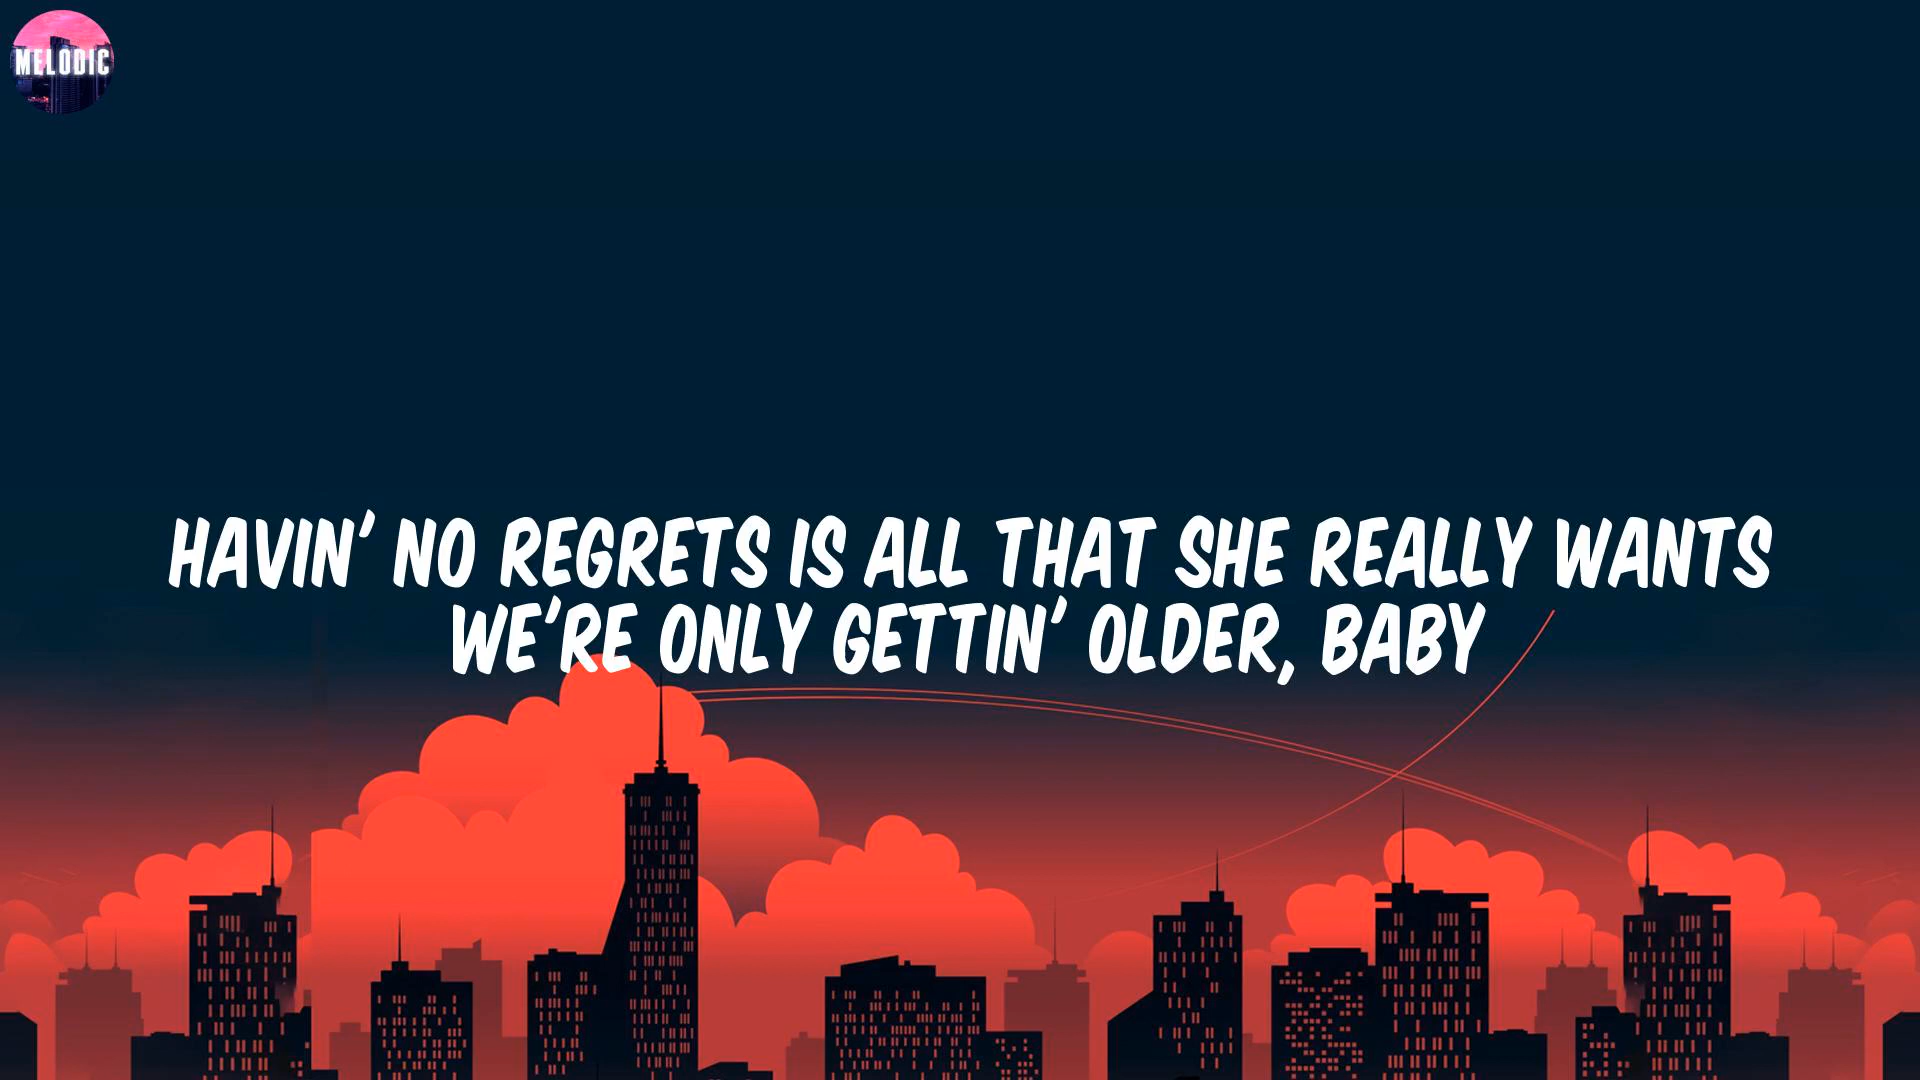 MELODIC
HAVIN' NO REGRETS IS ALL THAT SHE REALLY WANTS
WE'RE ONLY GETTIN' OLDER, BABY